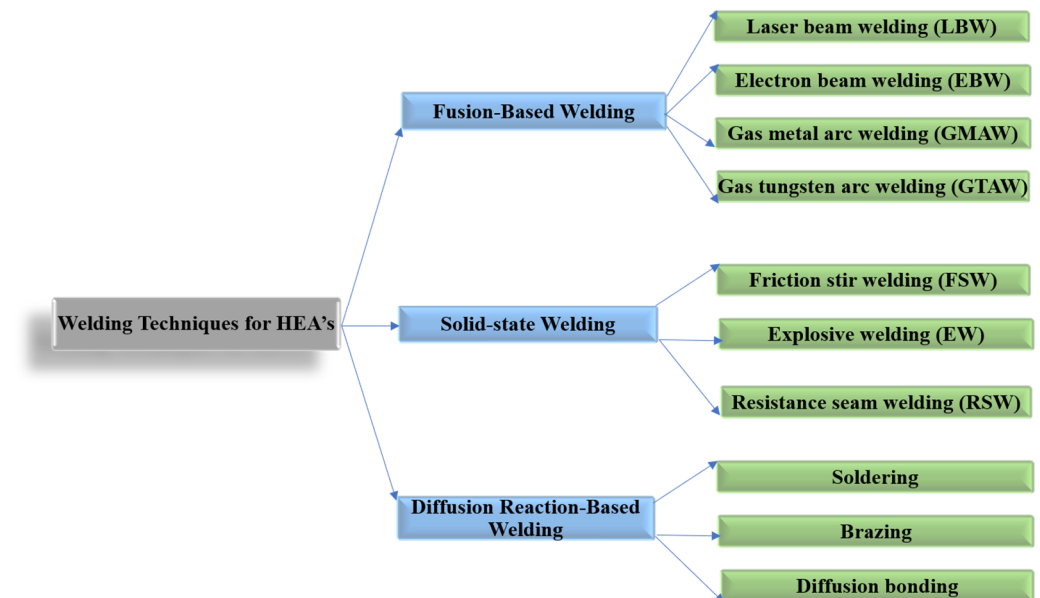 Welding Techniques for HEA's
Fusion-Based Welding
Laser beam welding (LBW)
Electron beam welding (EBW)
Gas metal arc welding (GMAW)
Gas tungsten arc welding (GTAW)
Solid-state Welding
Friction stir welding (FSW)
Explosive welding (EW)
Resistance seam welding (RSW)
Diffusion Reaction-Based
Welding
Soldering
Brazing
Diffusion bonding